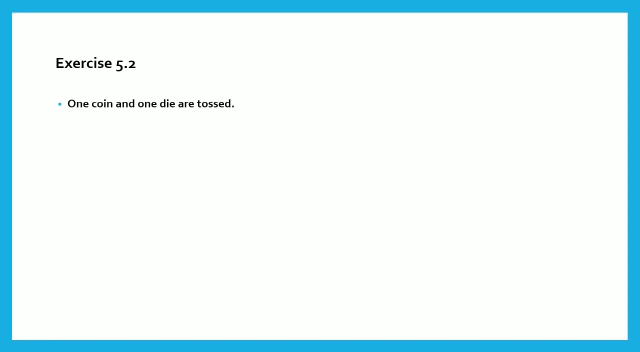 Exercise 5.2
• One coin and one die are tossed.